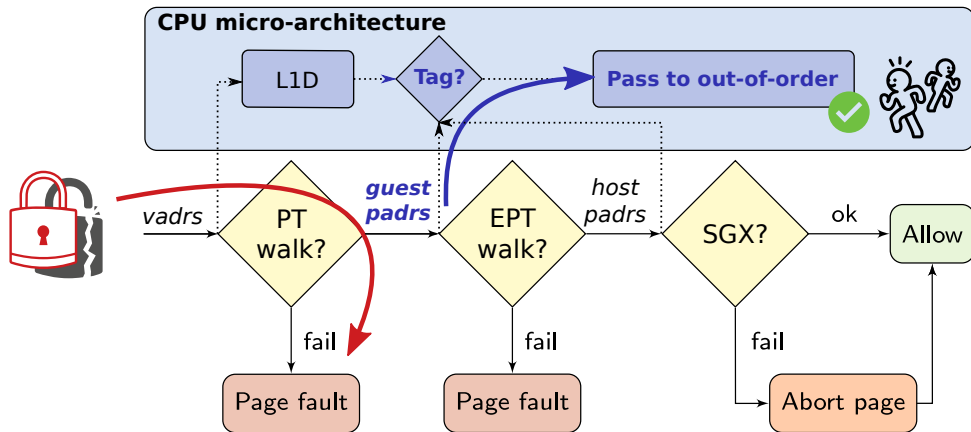 CPU micro-architecture
L1D
Tag?
Pass to out-of-order
vadrs
PT
walk?
guest
padrs
EPT
walk?
host
padrs
SGX?
ok
Allow
fail
fail
fail
Page fault
Page fault
Abort page